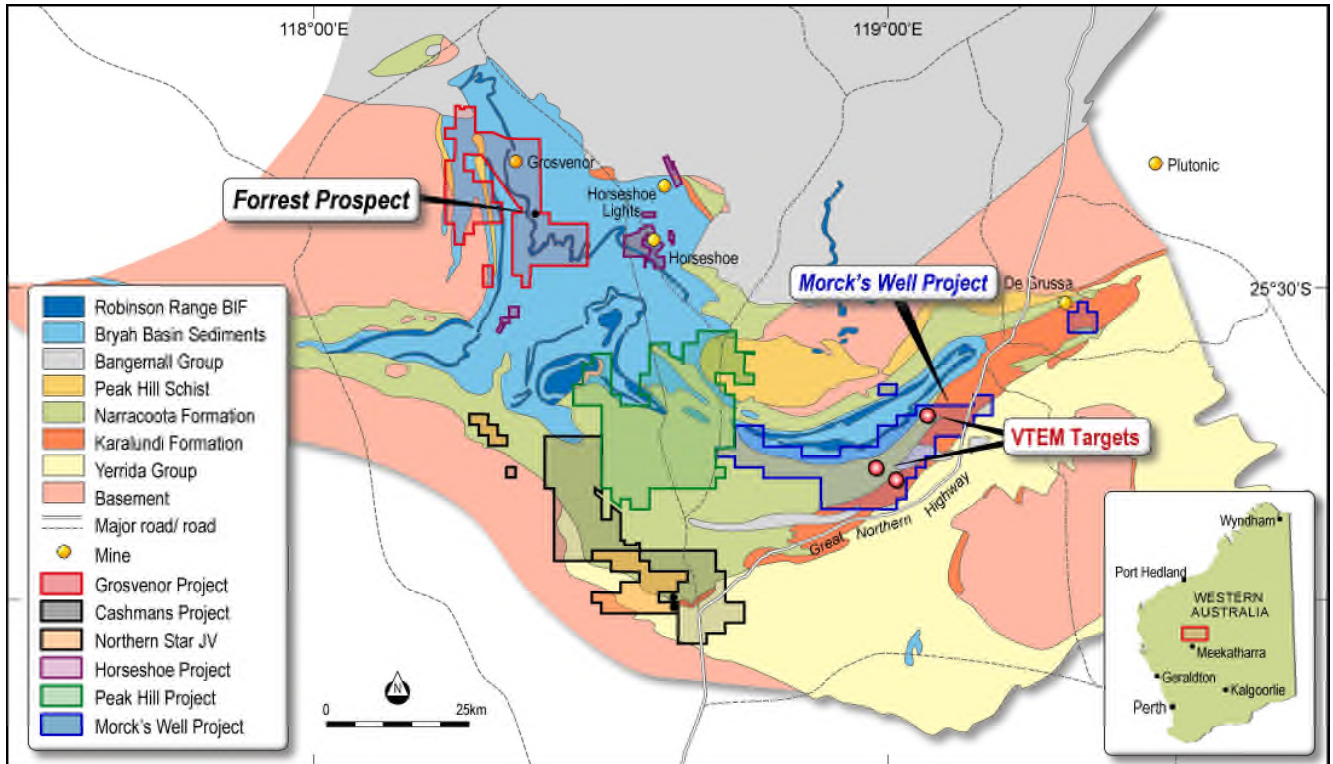 118°00'E
119°00'E
Plutonic
Grosvenor
Forrest Prospect
Horseshoe
Lights
Horseshoe
Morck's Well Project
De Grussa
25°30'S
Robinson Range BIF
Bryah Basin Sediments
Bangemall Group
Peak Hill Schist
Narracoota Formation
Karalundi Formation
Yerrida Group
Basement
Major road/ road
Mine
Grosvenor Project
Cashmans Project
Northern Star JV
Horseshoe Project
Peak Hill Project
Morck's Well Project
VTEM Targets
Great Northern Highway
N
0
25km
Wyndham
Port Hedland
WESTERN
AUSTRALIA
Meekatharra
Geraldton
Kalgoorlie
Perth